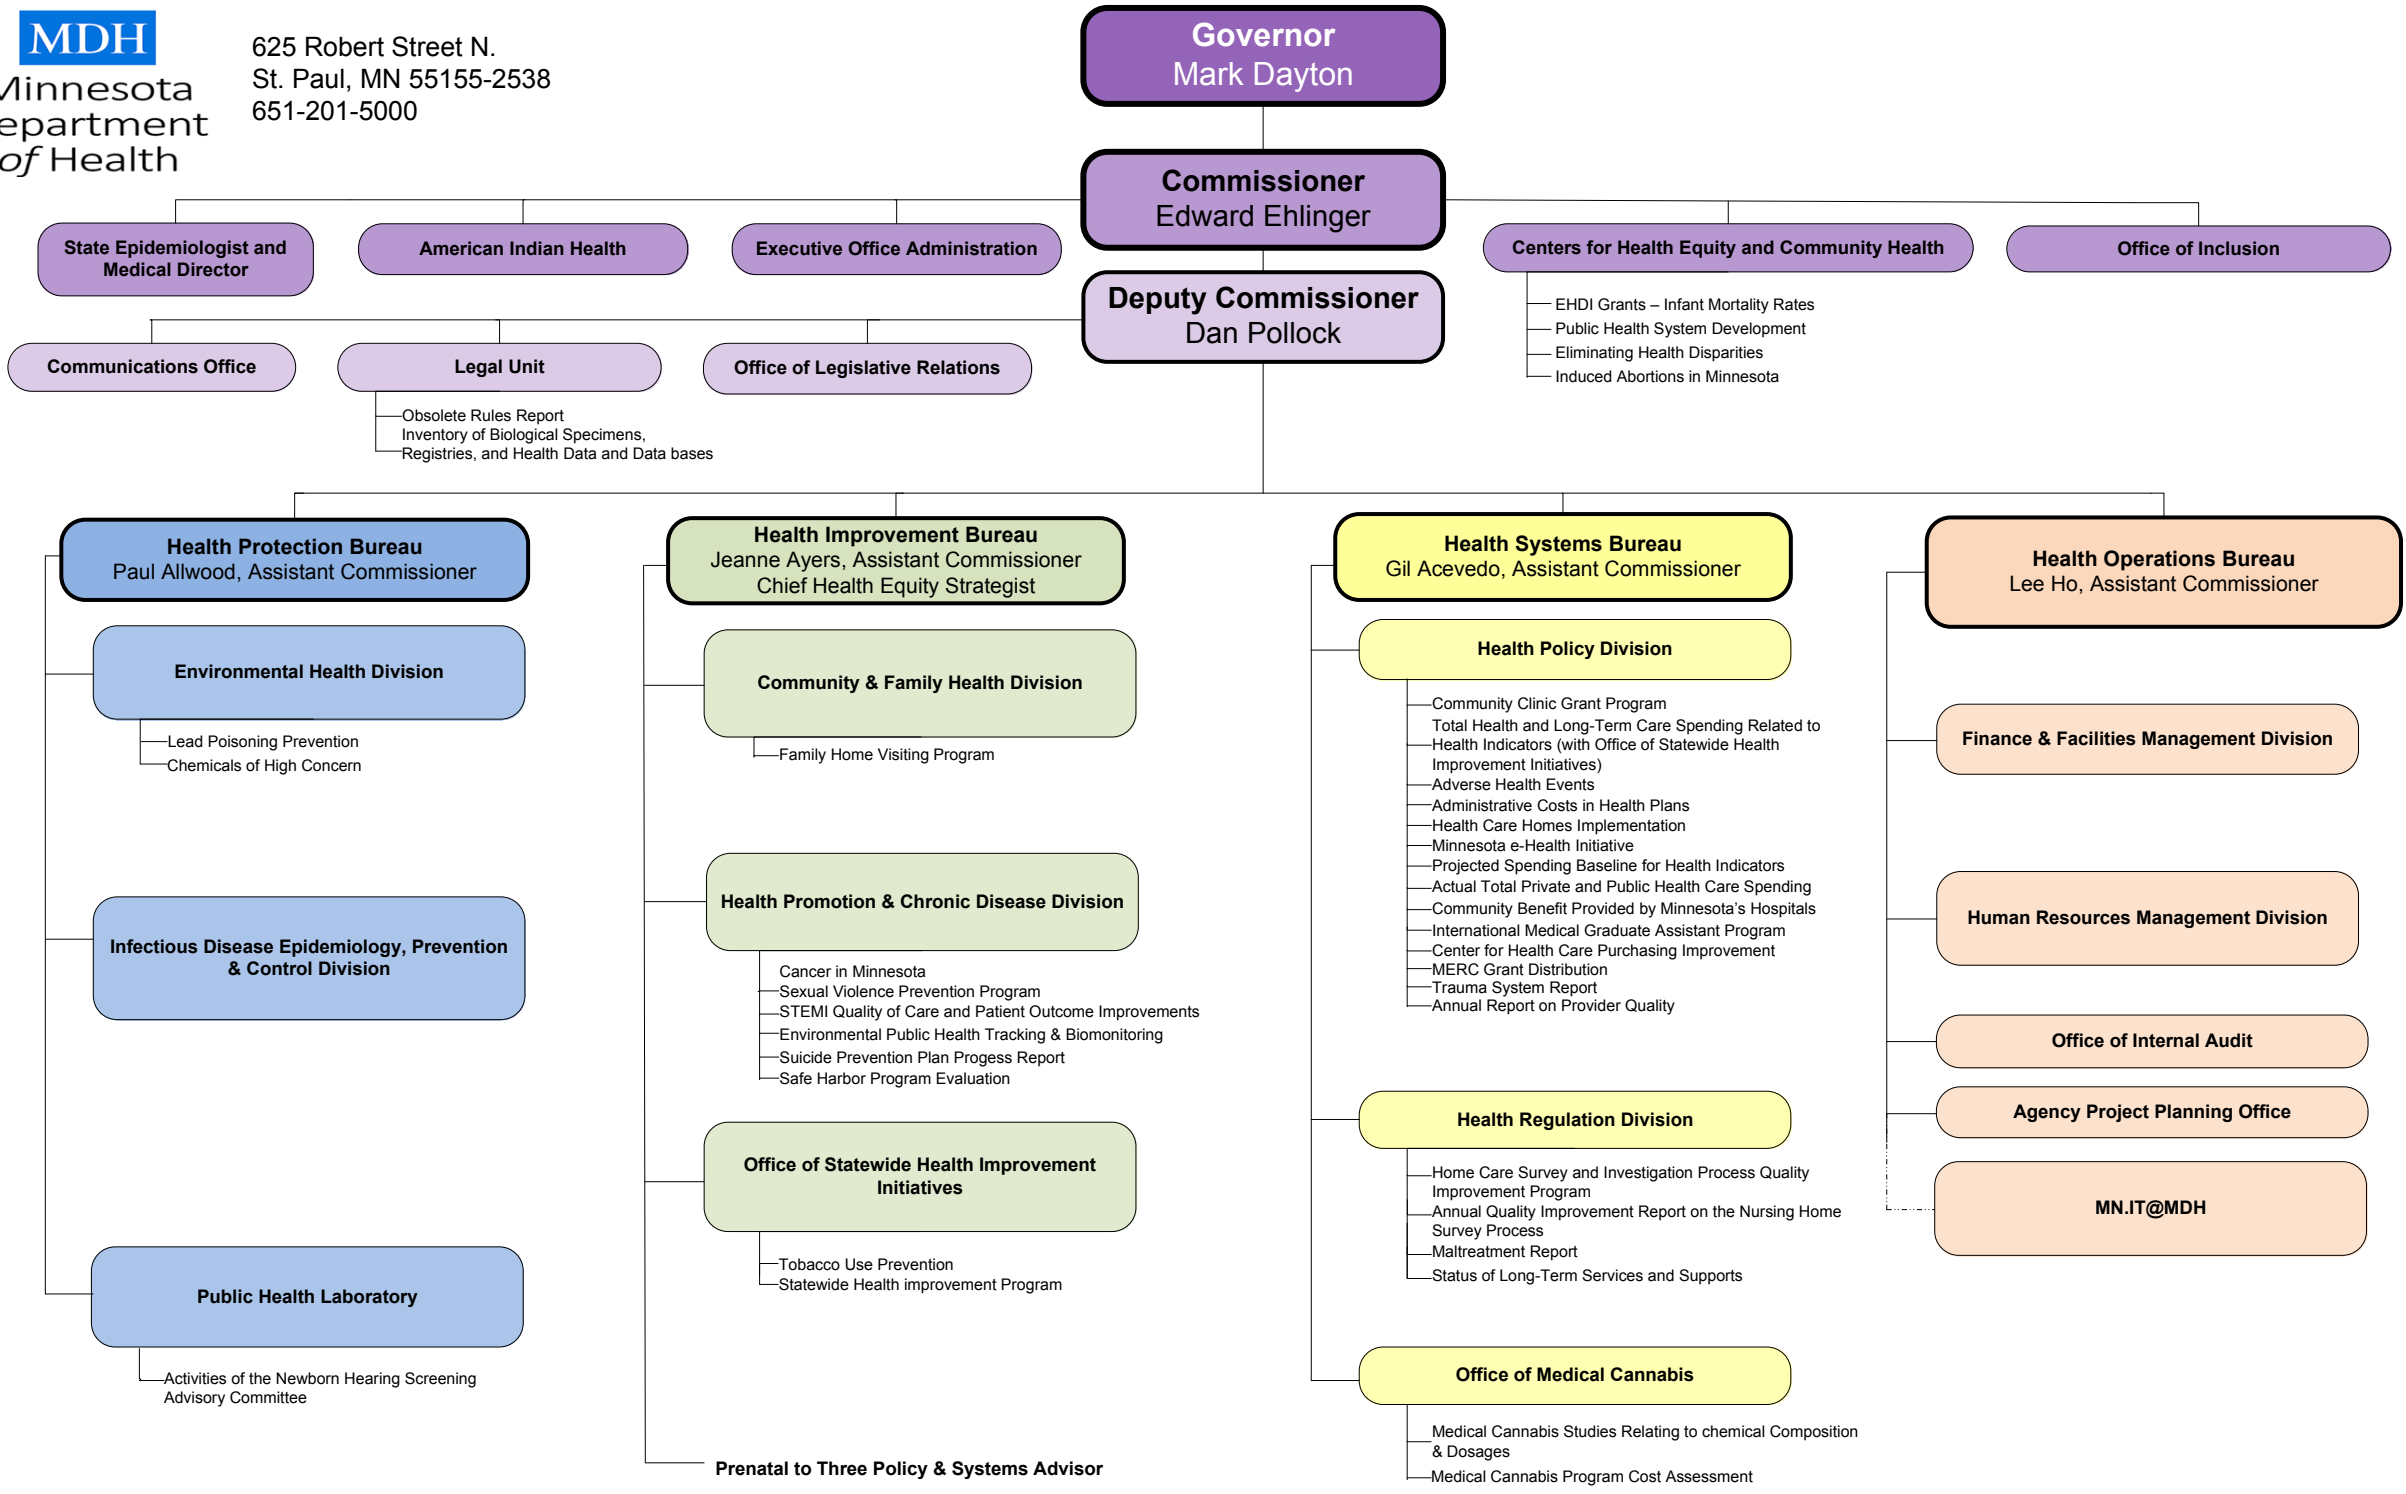 MDH
Minnesota
epartment
of Health
625 Robert Street N.
St. Paul, MN 55155-2538
651-201-5000
Governor
Mark Dayton
Commissioner
Edward Ehlinger
State Epidemiologist and
Medical Director
American Indian Health
Executive Office Administration
Centers for Health Equity and Community Health
Office of Inclusion
EHDI Grants – Infant Mortality Rates
Public Health System Development
Eliminating Health Disparities
Induced Abortions in Minnesota
Deputy Commissioner
Dan Pollock
Communications Office
Legal Unit
Office of Legislative Relations
Obsolete Rules Report
Inventory of Biological Specimens,
Registries, and Health Data and Data bases
Health Protection Bureau
Paul Allwood, Assistant Commissioner
Environmental Health Division
Lead Poisoning Prevention
Chemicals of High Concern
Infectious Disease Epidemiology, Prevention
& Control Division
Public Health Laboratory
Activities of the Newborn Hearing Screening
Advisory Committee
Health Improvement Bureau
Jeanne Ayers, Assistant Commissioner
Chief Health Equity Strategist
Community & Family Health Division
Family Home Visiting Program
Health Promotion & Chronic Disease Division
Cancer in Minnesota
Sexual Violence Prevention Program
STEMI Quality of Care and Patient Outcome Improvements
Environmental Public Health Tracking & Biomonitoring
Suicide Prevention Plan Progess Report
Safe Harbor Program Evaluation
Office of Statewide Health Improvement
Initiatives
Tobacco Use Prevention
Statewide Health improvement Program
Prenatal to Three Policy & Systems Advisor
Health Systems Bureau
Gil Acevedo, Assistant Commissioner
Health Policy Division
Community Clinic Grant Program
Total Health and Long-Term Care Spending Related to
Health Indicators (with Office of Statewide Health
Improvement Initiatives)
Adverse Health Events
Administrative Costs in Health Plans
Health Care Homes Implementation
Minnesota e-Health Initiative
Projected Spending Baseline for Health Indicators
Actual Total Private and Public Health Care Spending
Community Benefit Provided by Minnesota’s Hospitals
International Medical Graduate Assistant Program
Center for Health Care Purchasing Improvement
MERC Grant Distribution
Trauma System Report
Annual Report on Provider Quality
Health Regulation Division
Home Care Survey and Investigation Process Quality
Improvement Program
Annual Quality Improvement Report on the Nursing Home
Survey Process
Maltreatment Report
Status of Long-Term Services and Supports
Office of Medical Cannabis
Medical Cannabis Studies Relating to chemical Composition
& Dosages
Medical Cannabis Program Cost Assessment
Health Operations Bureau
Lee Ho, Assistant Commissioner
Finance & Facilities Management Division
Human Resources Management Division
Office of Internal Audit
Agency Project Planning Office
MN.IT@MDH